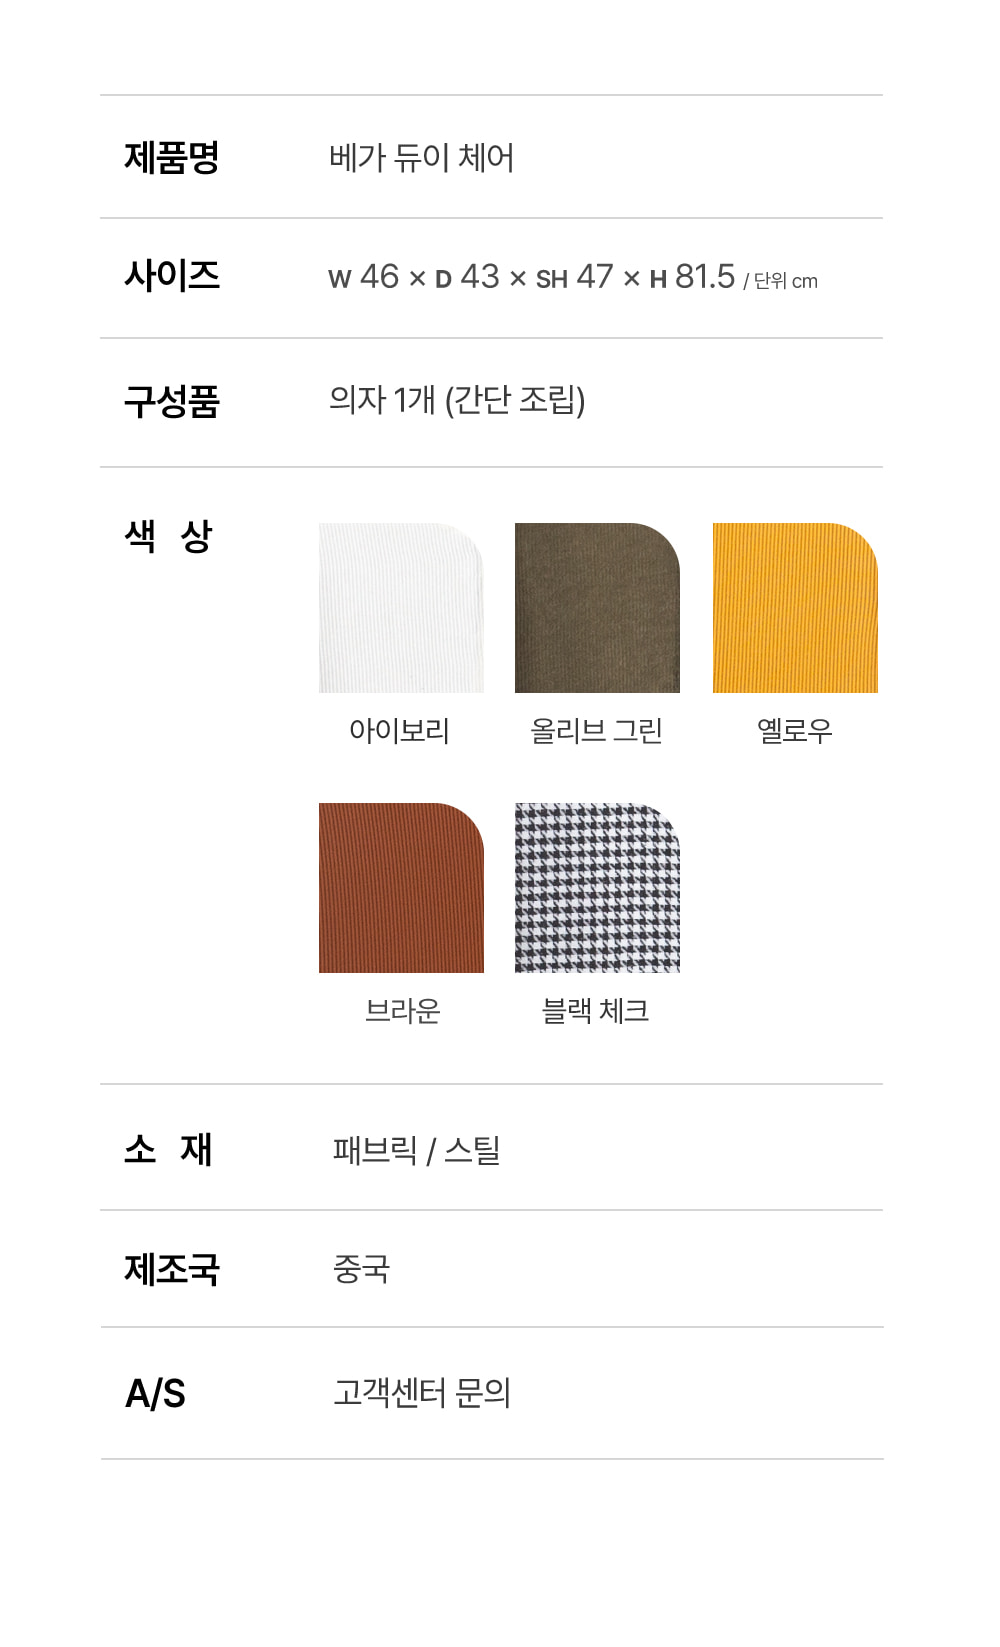 제품명 베가 듀이 체어
사이즈 W 46 × D 43 × SH 47 × H 81.5 / 단위 cm
구성품 의자 1개 (간단 조립)
색 상
아이보리 올리브 그린 옐로우
브라운 블랙 체크
소 재 패브릭 / 스틸
제조국 중국
A/S 고객센터 문의